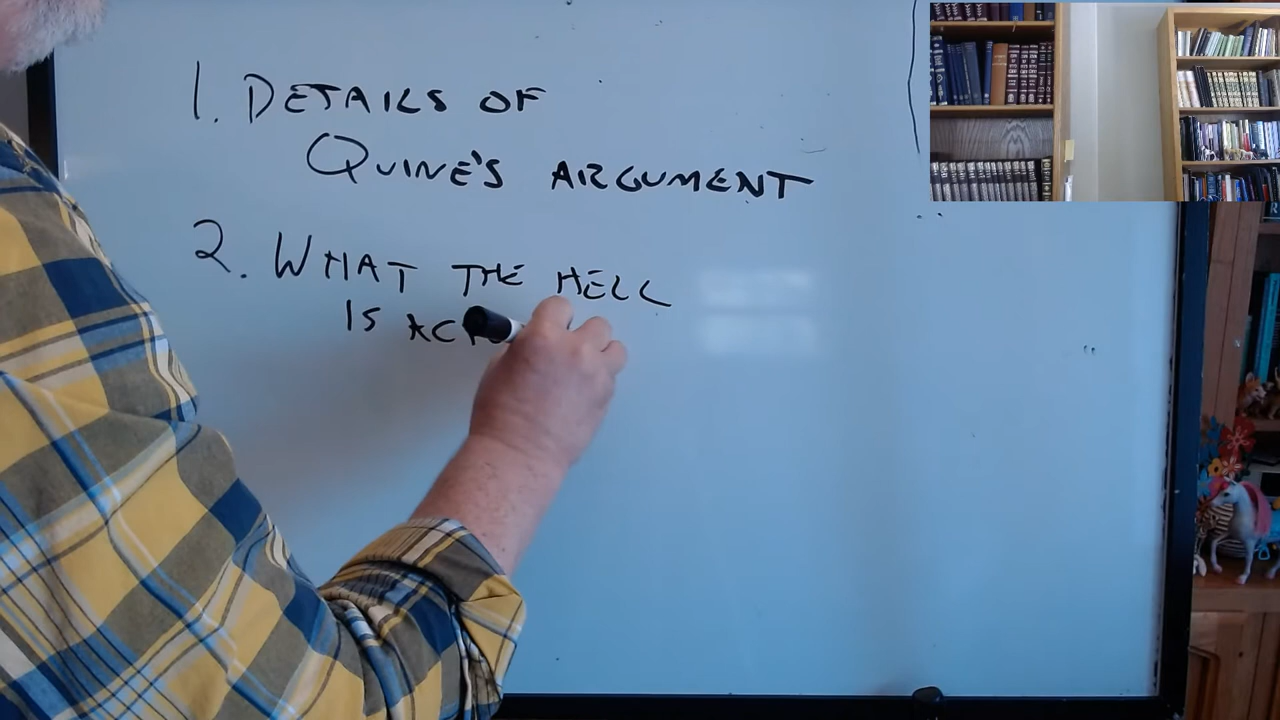 1. DETAILS OF
QUINE'S ARGUMENT
2. WHAT THE HELL
IS